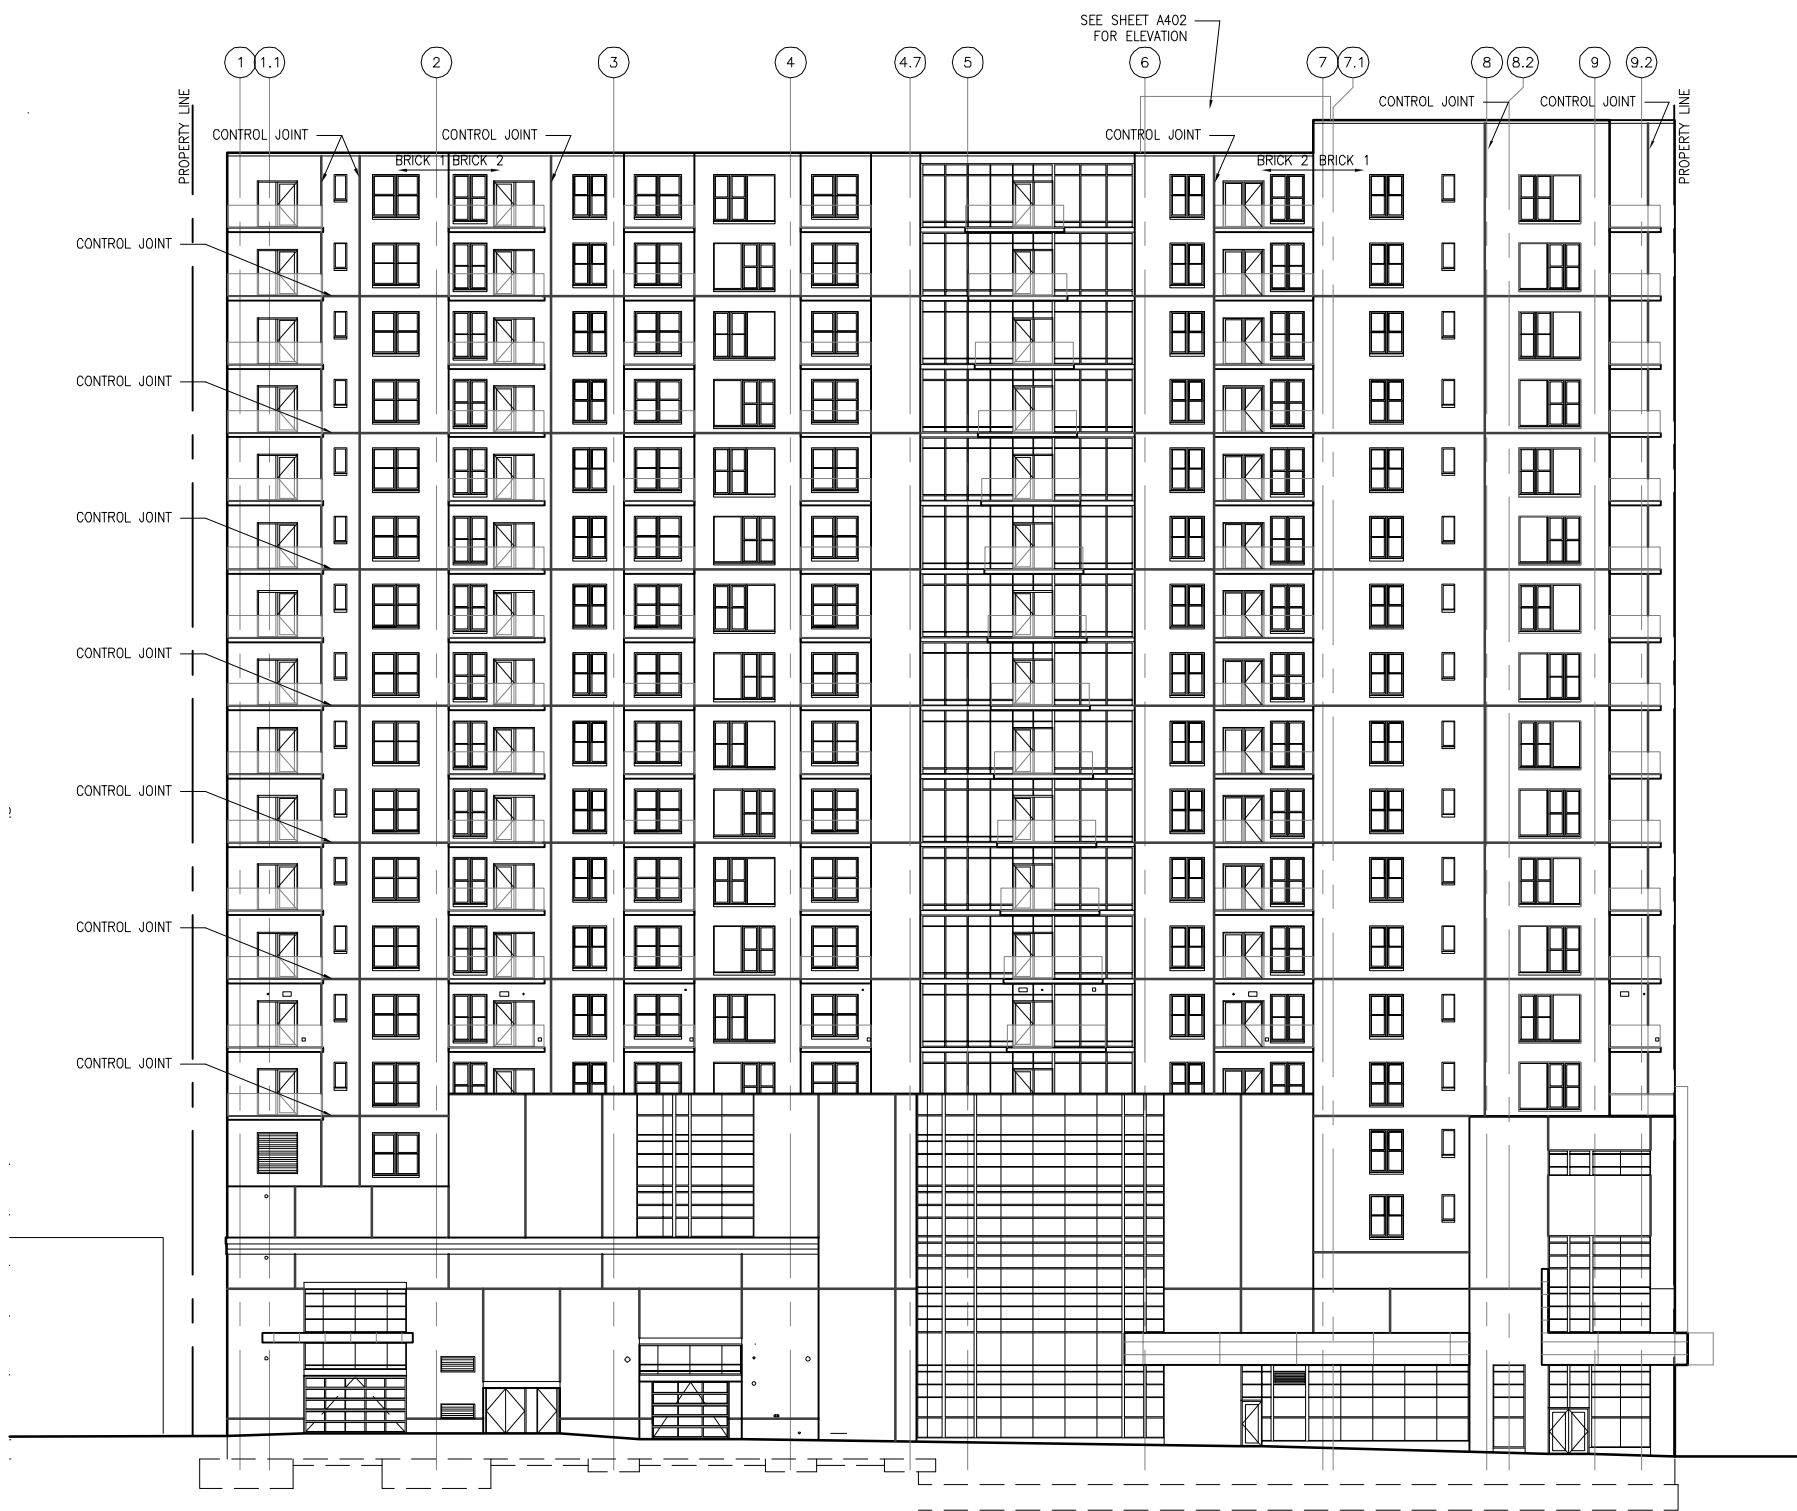 SEE SHEET A402
FOR ELEVATION
1 1.1 2 3 4 4.7 5 6 7 7.1 8 8.2 9 9.2
PROPERTY LINE
PROPERTY LINE
CONTROL JOINT CONTROL JOINT
CONTROL JOINT CONTROL JOINT CONTROL JOINT
BRICK 1 BRICK 2 BRICK 2 BRICK 1
CONTROL JOINT
CONTROL JOINT
CONTROL JOINT
CONTROL JOINT
CONTROL JOINT
CONTROL JOINT
CONTROL JOINT